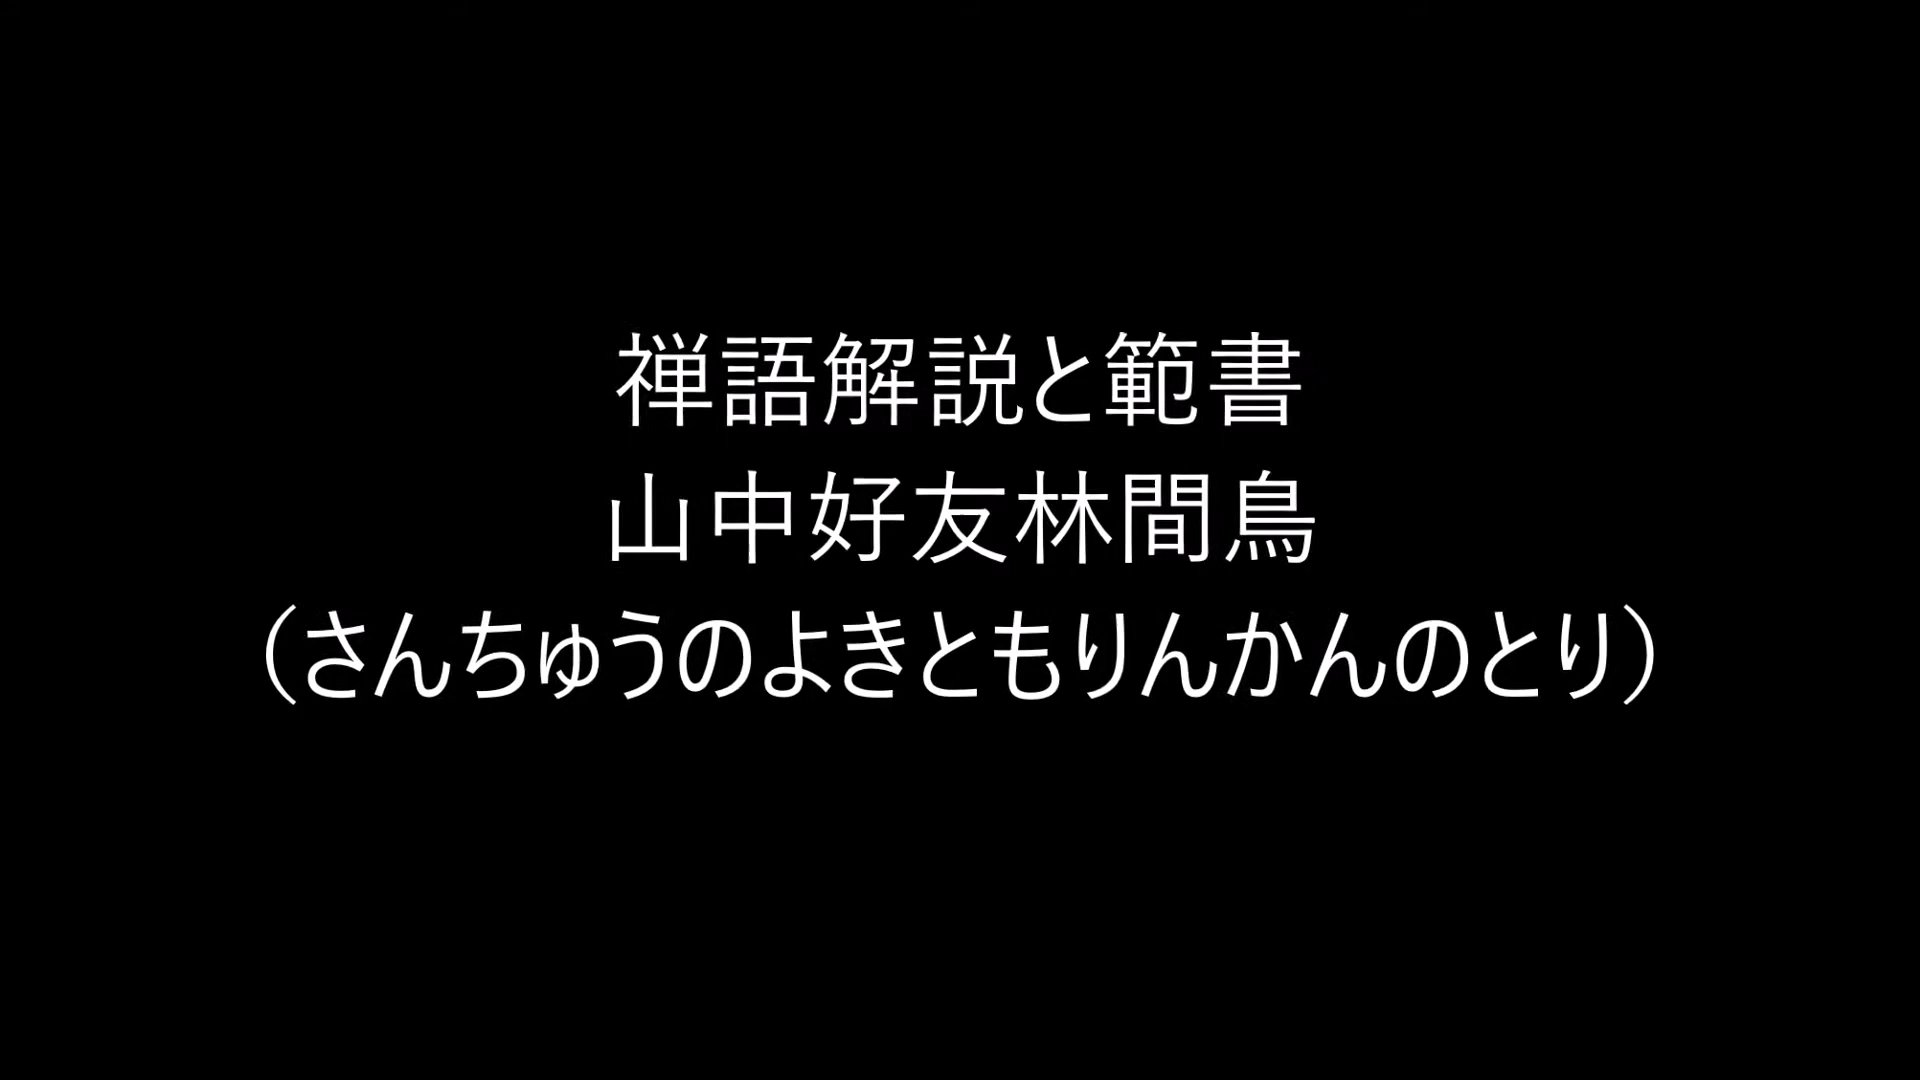 禅語解説と範書
山中好友林間鳥
（さんちゅうのよきともりんかんのとり）